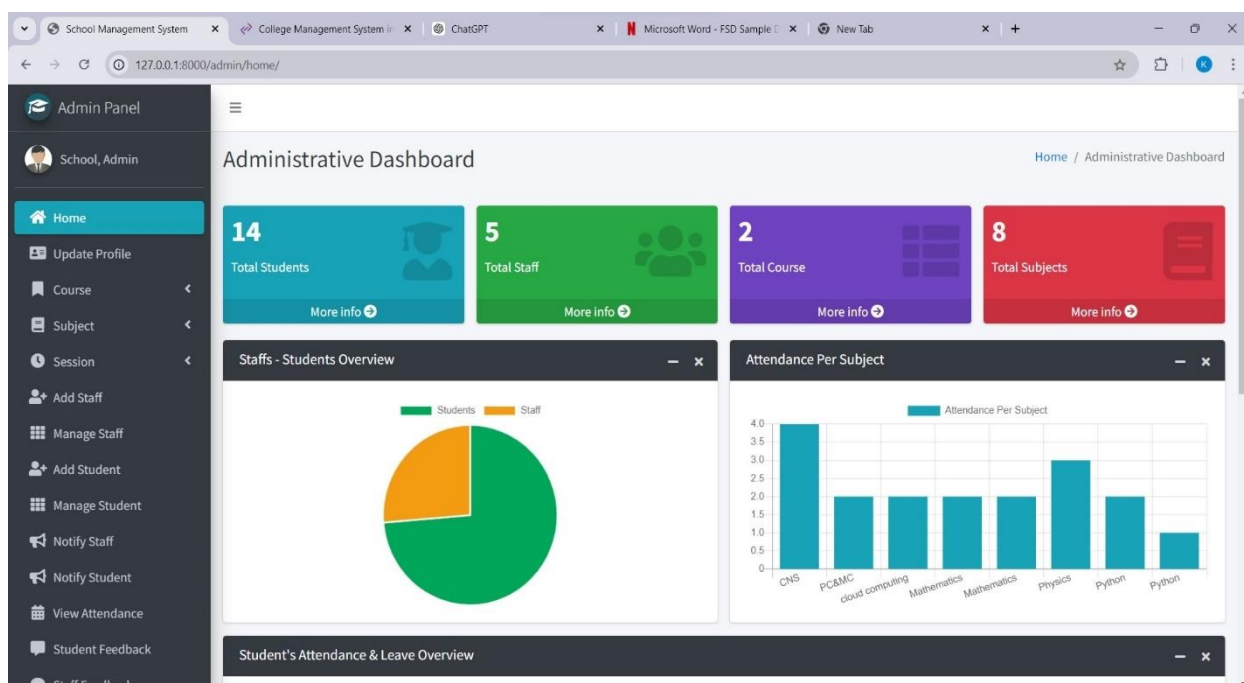 School Management System
College Management System in
ChatGPT
Microsoft Word - FSD Sample
New Tab
127.0.0.1:8000/admin/home/
K
Admin Panel
School, Admin
Home
Update Profile
Course
Subject
Session
Add Staff
Manage Staff
Add Student
Manage Student
Notify Staff
Notify Student
View Attendance
Student Feedback
Administrative Dashboard
Home / Administrative Dashboard
14
Total Students
More info
5
Total Staff
More info
2
Total Course
More info
8
Total Subjects
More info
Staffs - Students Overview
Students Staff
Attendance Per Subject
Attendance Per Subject
4.0
3.5
3.0
2.5
2.0
1.5
1.0
0.5
0
CNS
PC&MC
cloud computing
Mathematics
Mathematics
Physics
Python
Python
Student's Attendance & Leave Overview